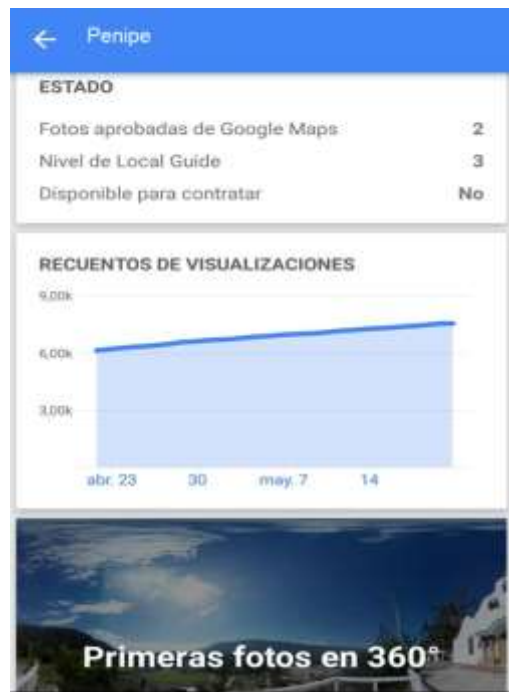 Penipe
ESTADO
Fotos aprobadas de Google Maps 2
Nivel de Local Guide 3
Disponible para contratar No
RECUENTOS DE VISUALIZACIONES
9,00k
6,00k
3,00k
abr. 23 30 may. 7 14
Primeras fotos en 360°